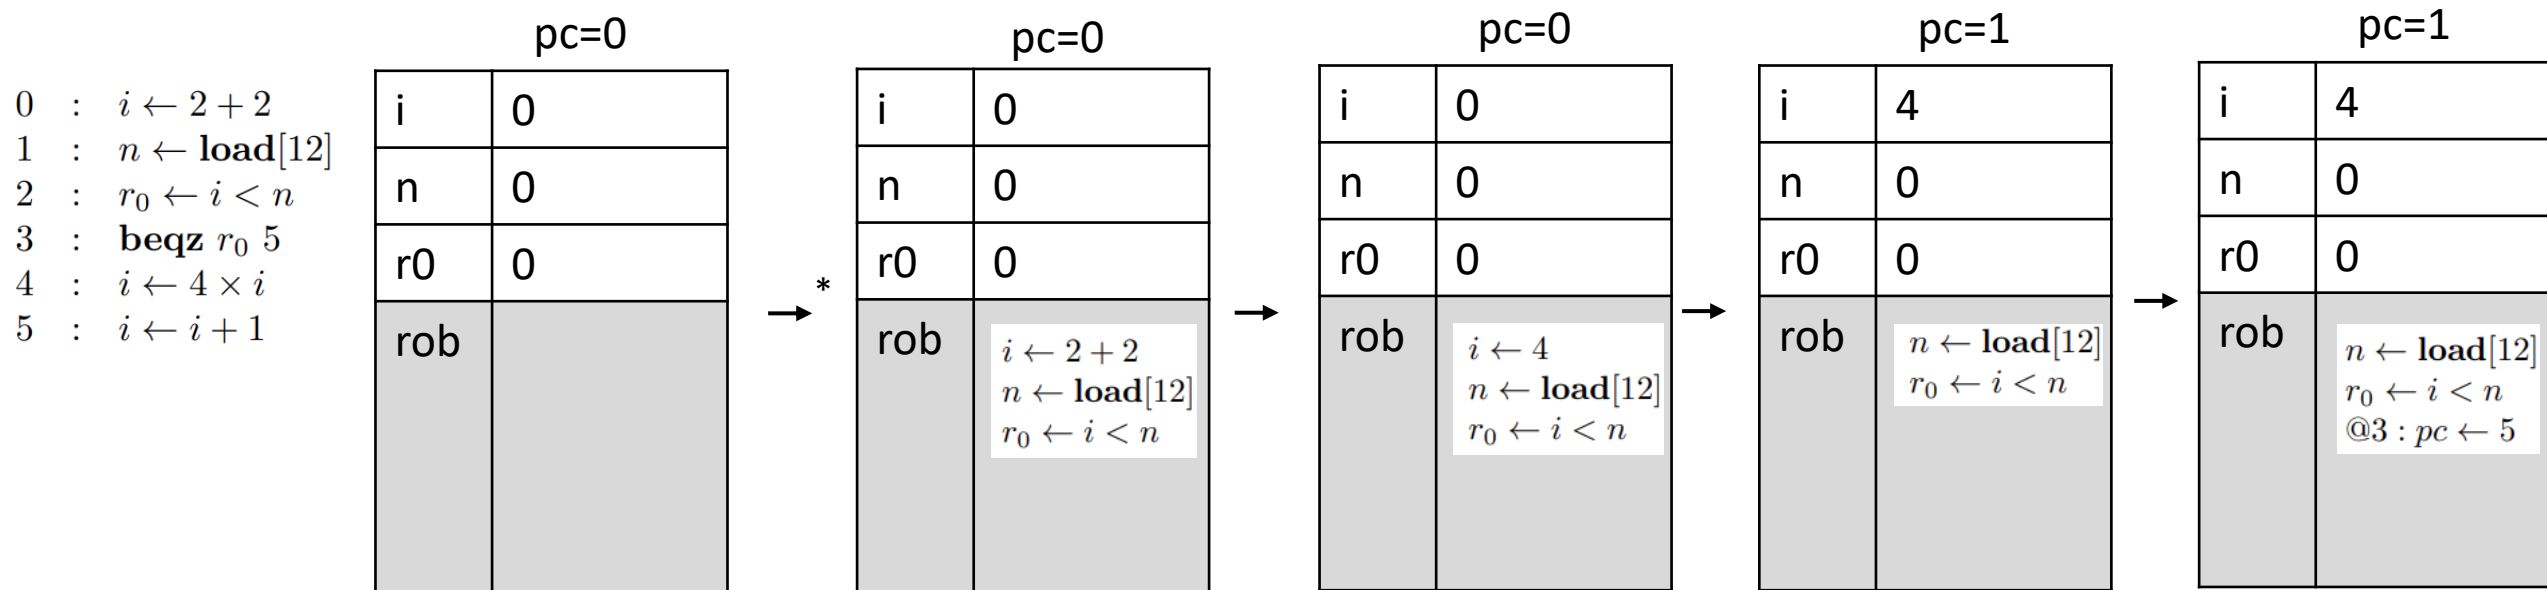 0 : i ← 2 + 2
1 : n ← load[12]
2 : r₀ ← i < n
3 : beqz r₀ 5
4 : i ← 4 × i
5 : i ← i + 1
pc=0
i 0
n 0
r0 0
rob
→*
pc=0
i 0
n 0
r0 0
rob
i ← 2 + 2
n ← load[12]
r₀ ← i < n
→
pc=0
i 0
n 0
r0 0
rob
i ← 4
n ← load[12]
r₀ ← i < n
→
pc=1
i 4
n 0
r0 0
rob
n ← load[12]
r₀ ← i < n
→
pc=1
i 4
n 0
r0 0
rob
n ← load[12]
r₀ ← i < n
@3 : pc ← 5